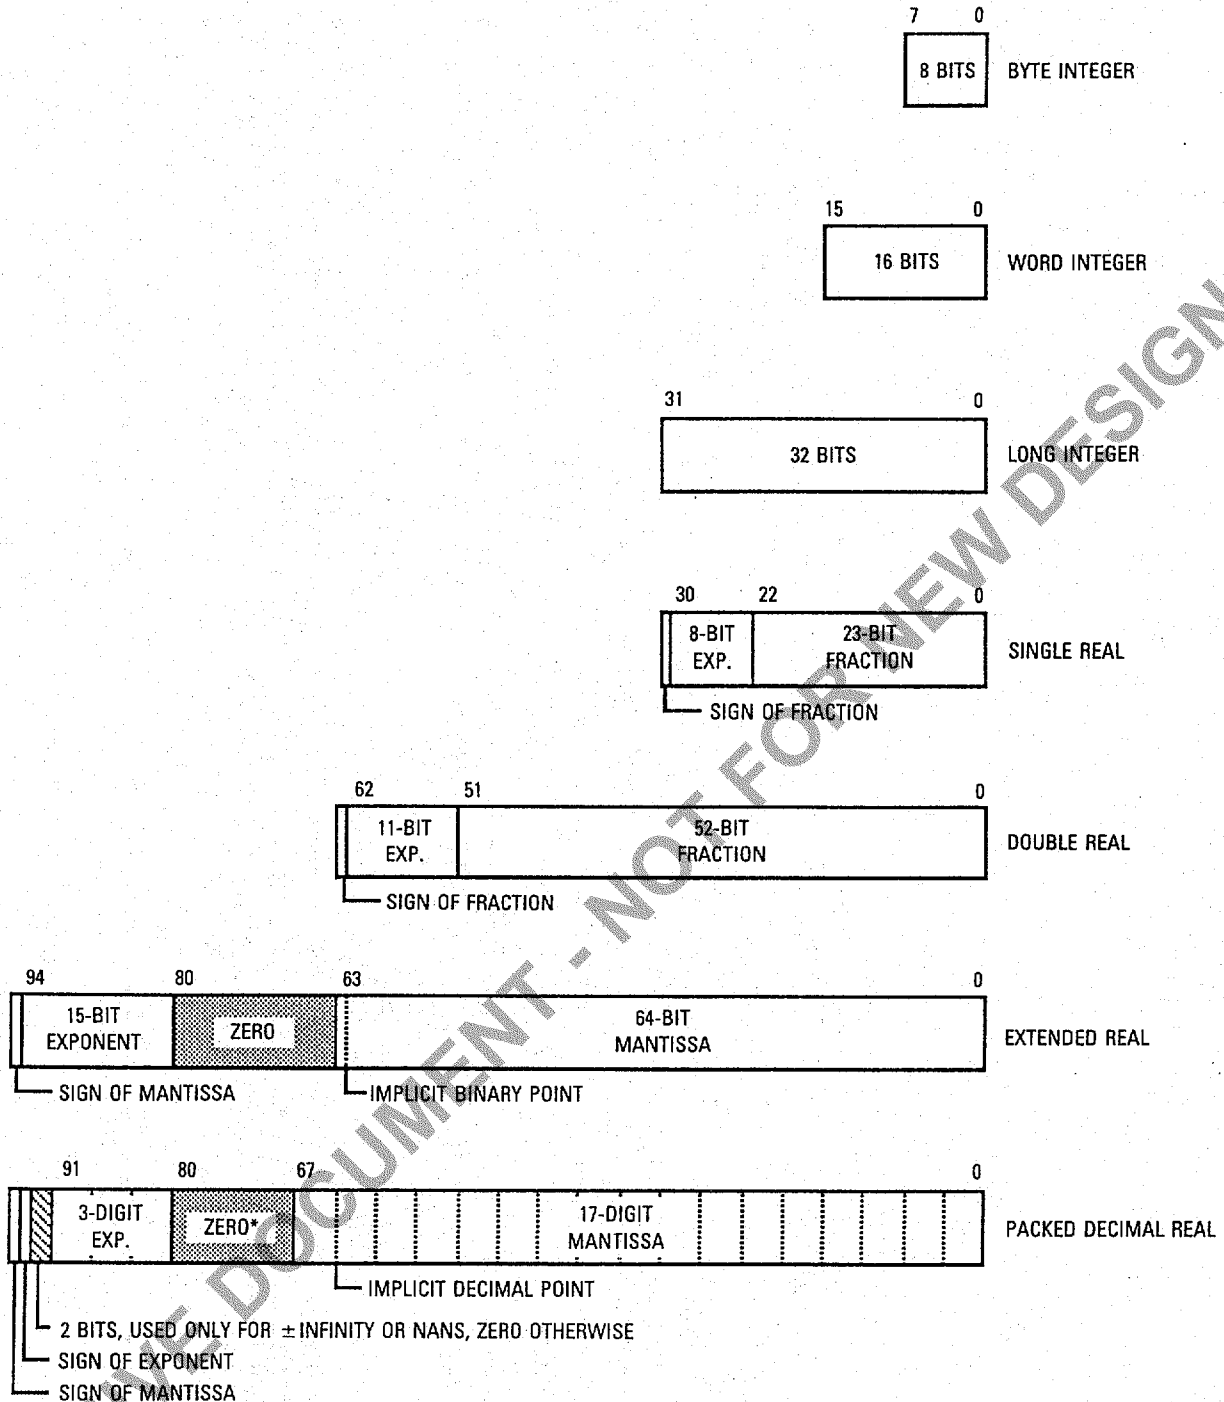 7 0
8 BITS BYTE INTEGER
15 0
16 BITS WORD INTEGER
31 0
32 BITS LONG INTEGER
30 22 0
8-BIT EXP. 23-BIT FRACTION SINGLE REAL
SIGN OF FRACTION
62 51 0
11-BIT EXP. 52-BIT FRACTION DOUBLE REAL
SIGN OF FRACTION
94 80 63 0
15-BIT EXPONENT ZERO 64-BIT MANTISSA EXTENDED REAL
SIGN OF MANTISSA IMPLICIT BINARY POINT
91 80 67 0
3-DIGIT EXP. ZERO* 17-DIGIT MANTISSA PACKED DECIMAL REAL
IMPLICIT DECIMAL POINT
2 BITS, USED ONLY FOR ±INFINITY OR NANS, ZERO OTHERWISE
SIGN OF EXPONENT
SIGN OF MANTISSA
DOCUMENT - NOT FOR NEW DESIGN